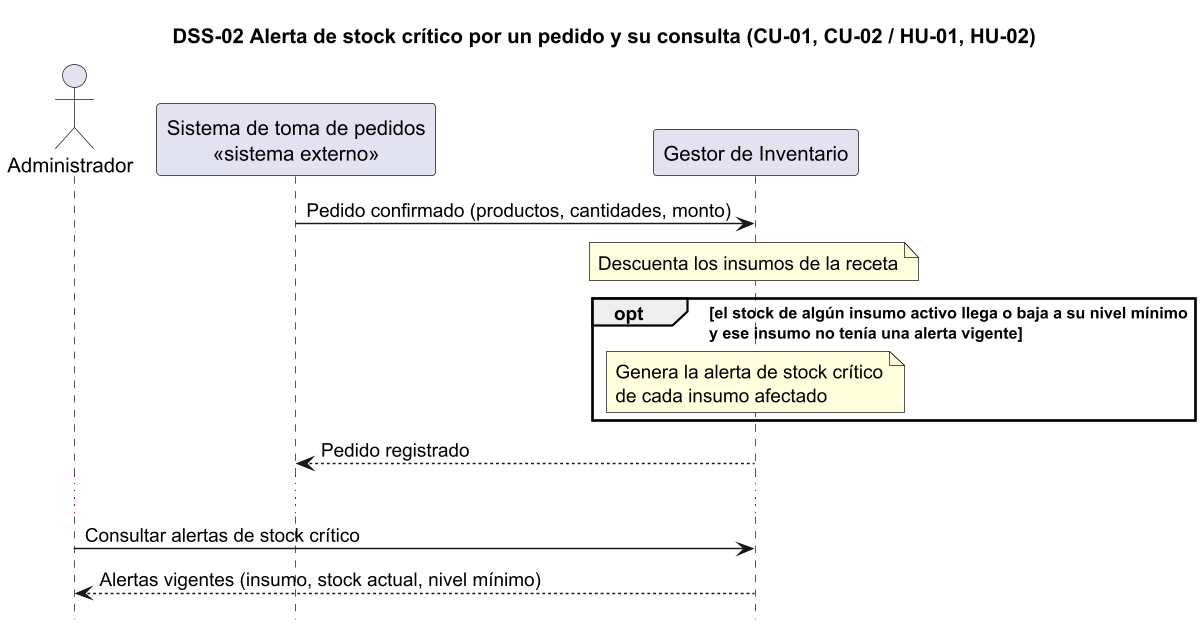 DSS-02 Alerta de stock crítico por un pedido y su consulta (CU-01, CU-02 / HU-01, HU-02)
Administrador
Sistema de toma de pedidos
«sistema externo»
Gestor de Inventario
Pedido confirmado (productos, cantidades, monto)
Descuenta los insumos de la receta
opt
[el stock de algún insumo activo llega o baja a su nivel mínimo
y ese insumo no tenía una alerta vigente]
Genera la alerta de stock crítico
de cada insumo afectado
Pedido registrado
Consultar alertas de stock crítico
Alertas vigentes (insumo, stock actual, nivel mínimo)